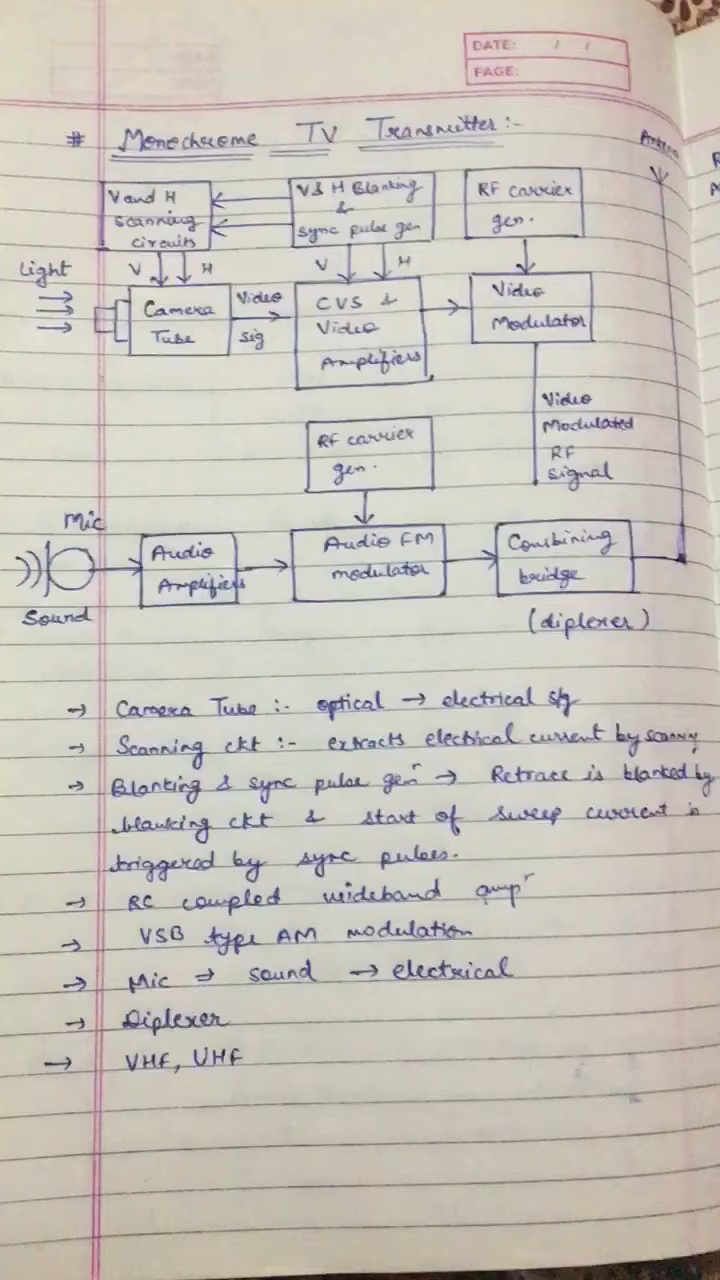 DATE: / /
PAGE:
# Monochrome TV Transmitter :-
Antenna
V and H
scanning
circuits
V & H Blanking
&
sync pulse gen
RF carrier
gen.
V H
V H
Light
Camera
Tube
Video
sig
CVS &
Video
Amplifiers
Video
Modulator
Video
Modulated
RF
signal
RF carrier
gen.
Mic
Sound
Audio
Amplifiers
Audio FM
modulator
Combining
bridge
(diplexer)
→ Camera Tube :- optical → electrical sig
→ Scanning ckt :- extracts electrical current by scanning
→ Blanking & sync pulse genⁿ → Retrace is blanked by
blanking ckt & start of sweep current is
triggered by sync pulses.
→ RC coupled wideband ampʳ
→ VSB type AM modulation
→ Mic → sound → electrical
→ Diplexer
→ VHF, UHF